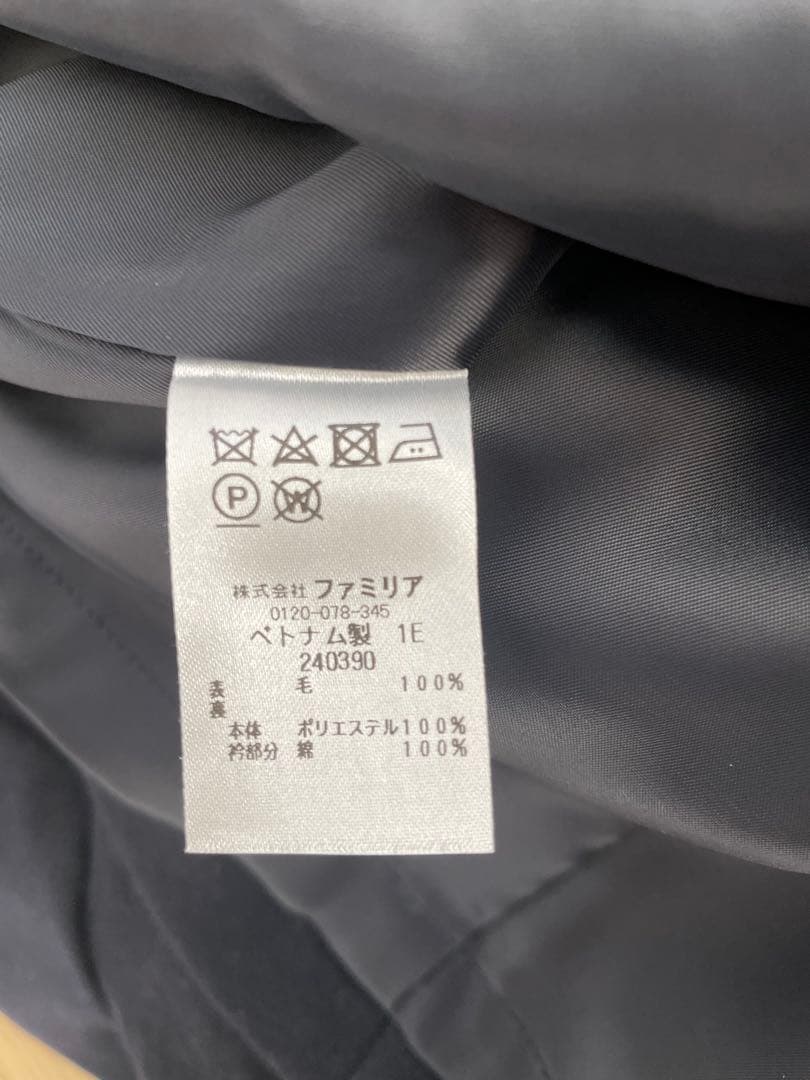 P W
株式会社 ファミリア
0120-078-345
ベトナム製 1E
240390
表 毛 100%
裏
本体 ポリエステル100%
衿部分 綿 100%